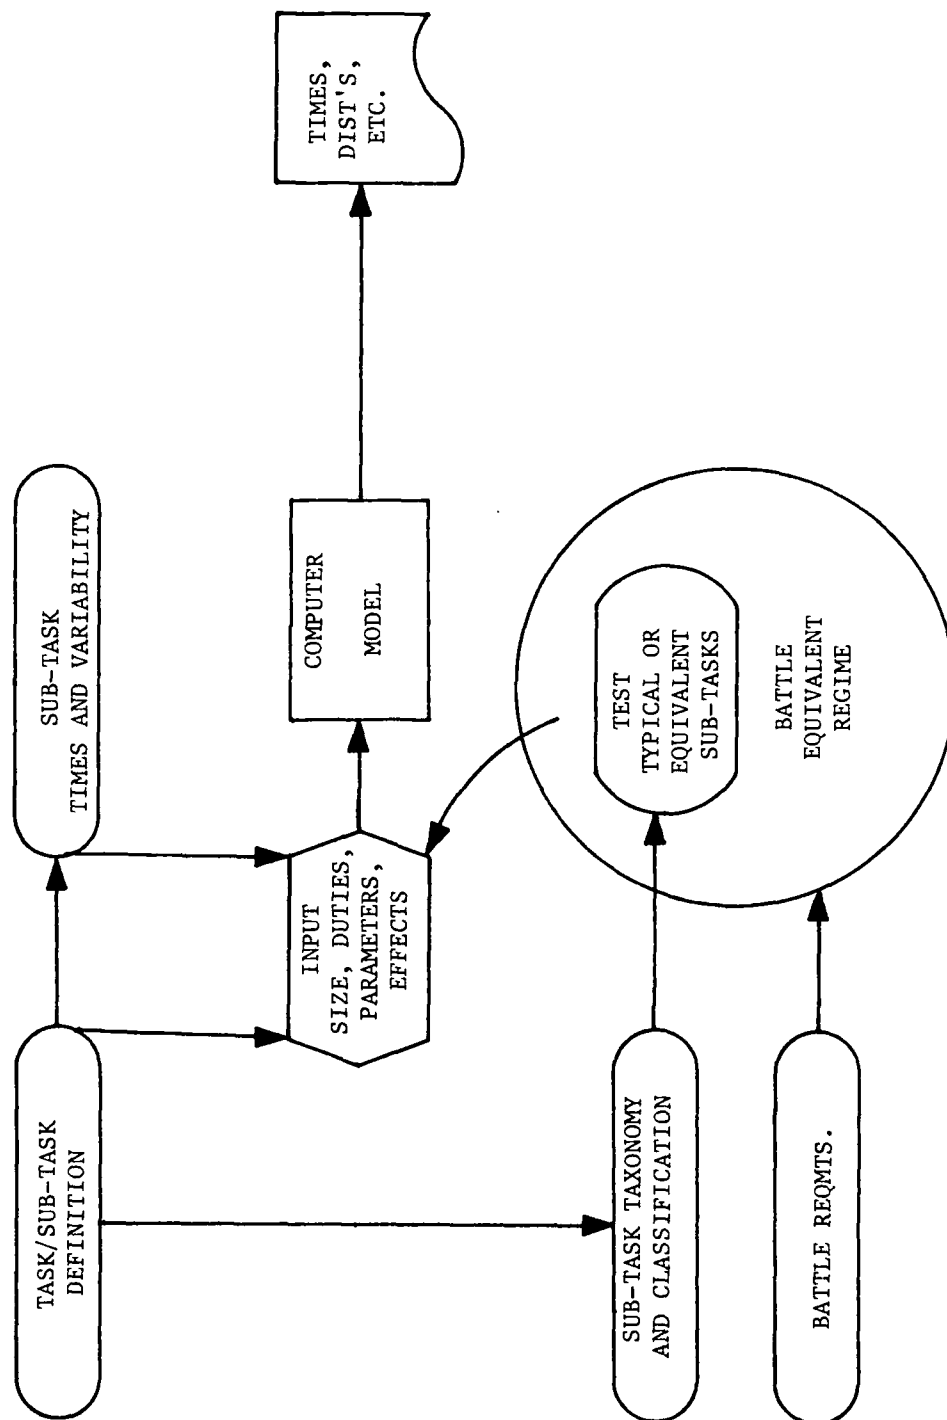 TASK/SUB-TASK
DEFINITION
SUB-TASK
TIMES AND VARIABILITY
INPUT
SIZE, DUTIES,
PARAMETERS,
EFFECTS
COMPUTER
MODEL
TIMES,
DIST'S,
ETC.
SUB-TASK TAXONOMY
AND CLASSIFICATION
TEST
TYPICAL OR
EQUIVALENT
SUB-TASKS
BATTLE
EQUIVALENT
REGIME
BATTLE REQMTS.